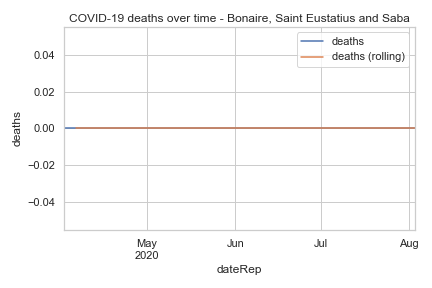 COVID-19 deaths over time - Bonaire, Saint Eustatius and Saba
deaths
deaths (rolling)
deaths
0.04
0.02
0.00
−0.02
−0.04
May
2020
Jun
Jul
Aug
dateRep